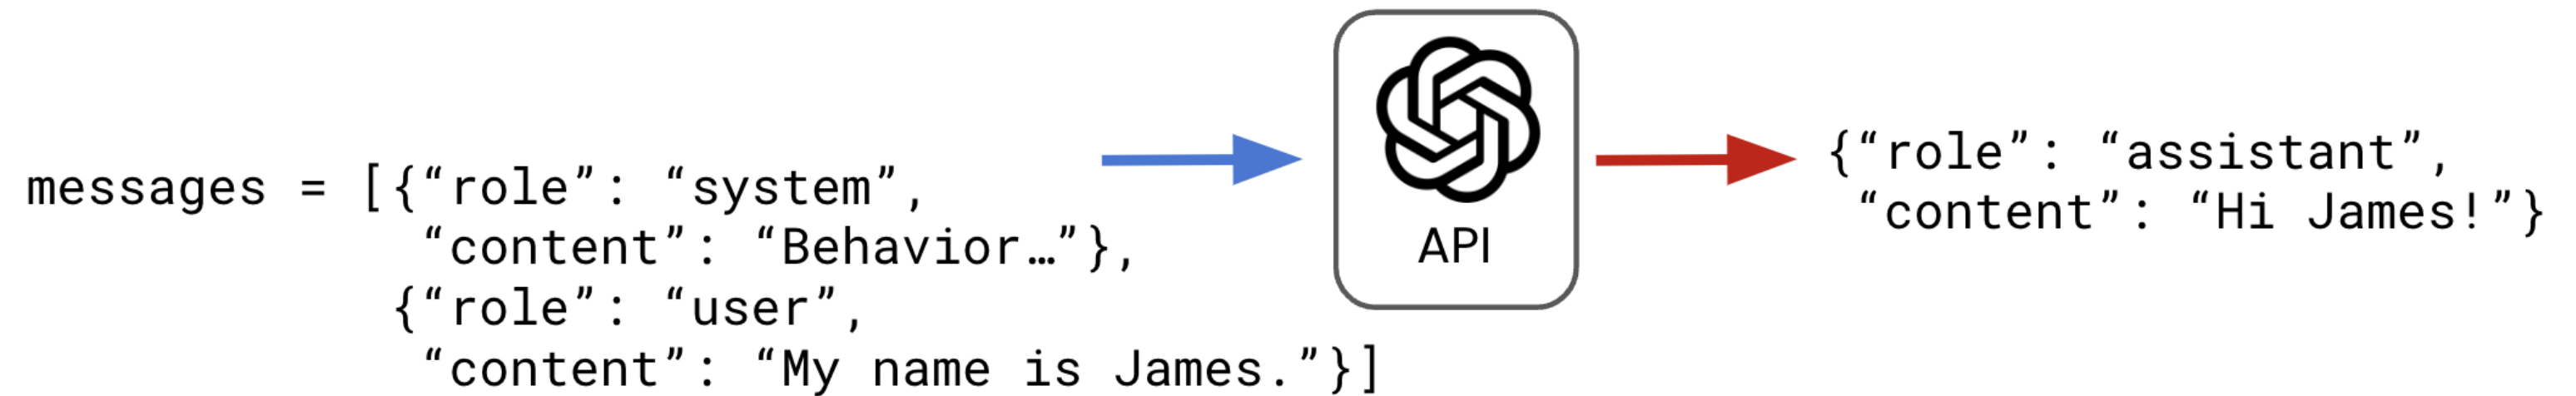 messages = [{“role”: “system”,
“content”: “Behavior…”},
{“role”: “user”,
“content”: “My name is James.”}]
API
{“role”: “assistant”,
“content”: “Hi James!”}